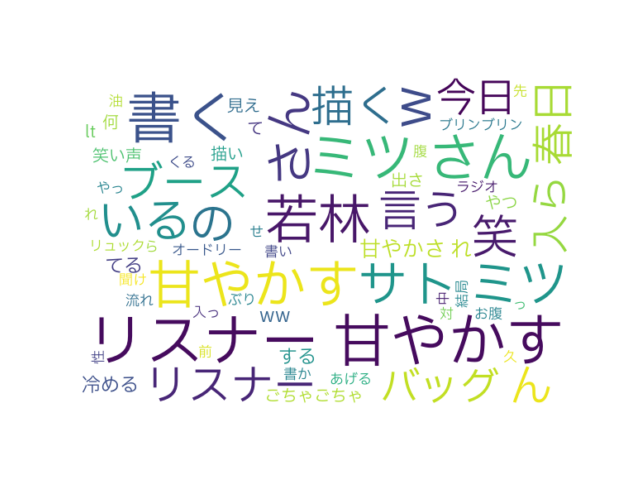 油
何
lt
書く
見え
て
ん
描く
W
今日
先
プリンプリン
春日
笑い声
くる
描い
れ
ミツ
さん
腹
出さ
ラジオ
やつ
入ら
やっ
ブース
れ
いるの
せ
若林
言う
笑
リュックら
オードリー
書い
甘やかさ
れ
てる
聞け
甘やかす
サト
ミツ
流れ
入っ
ぶり
ww
中
結局
っ
対
お腹
リスナー
甘やかす
性
前
する
久
冷める
リスナー
書か
あげる
バッグ
ん
ごちゃごちゃ